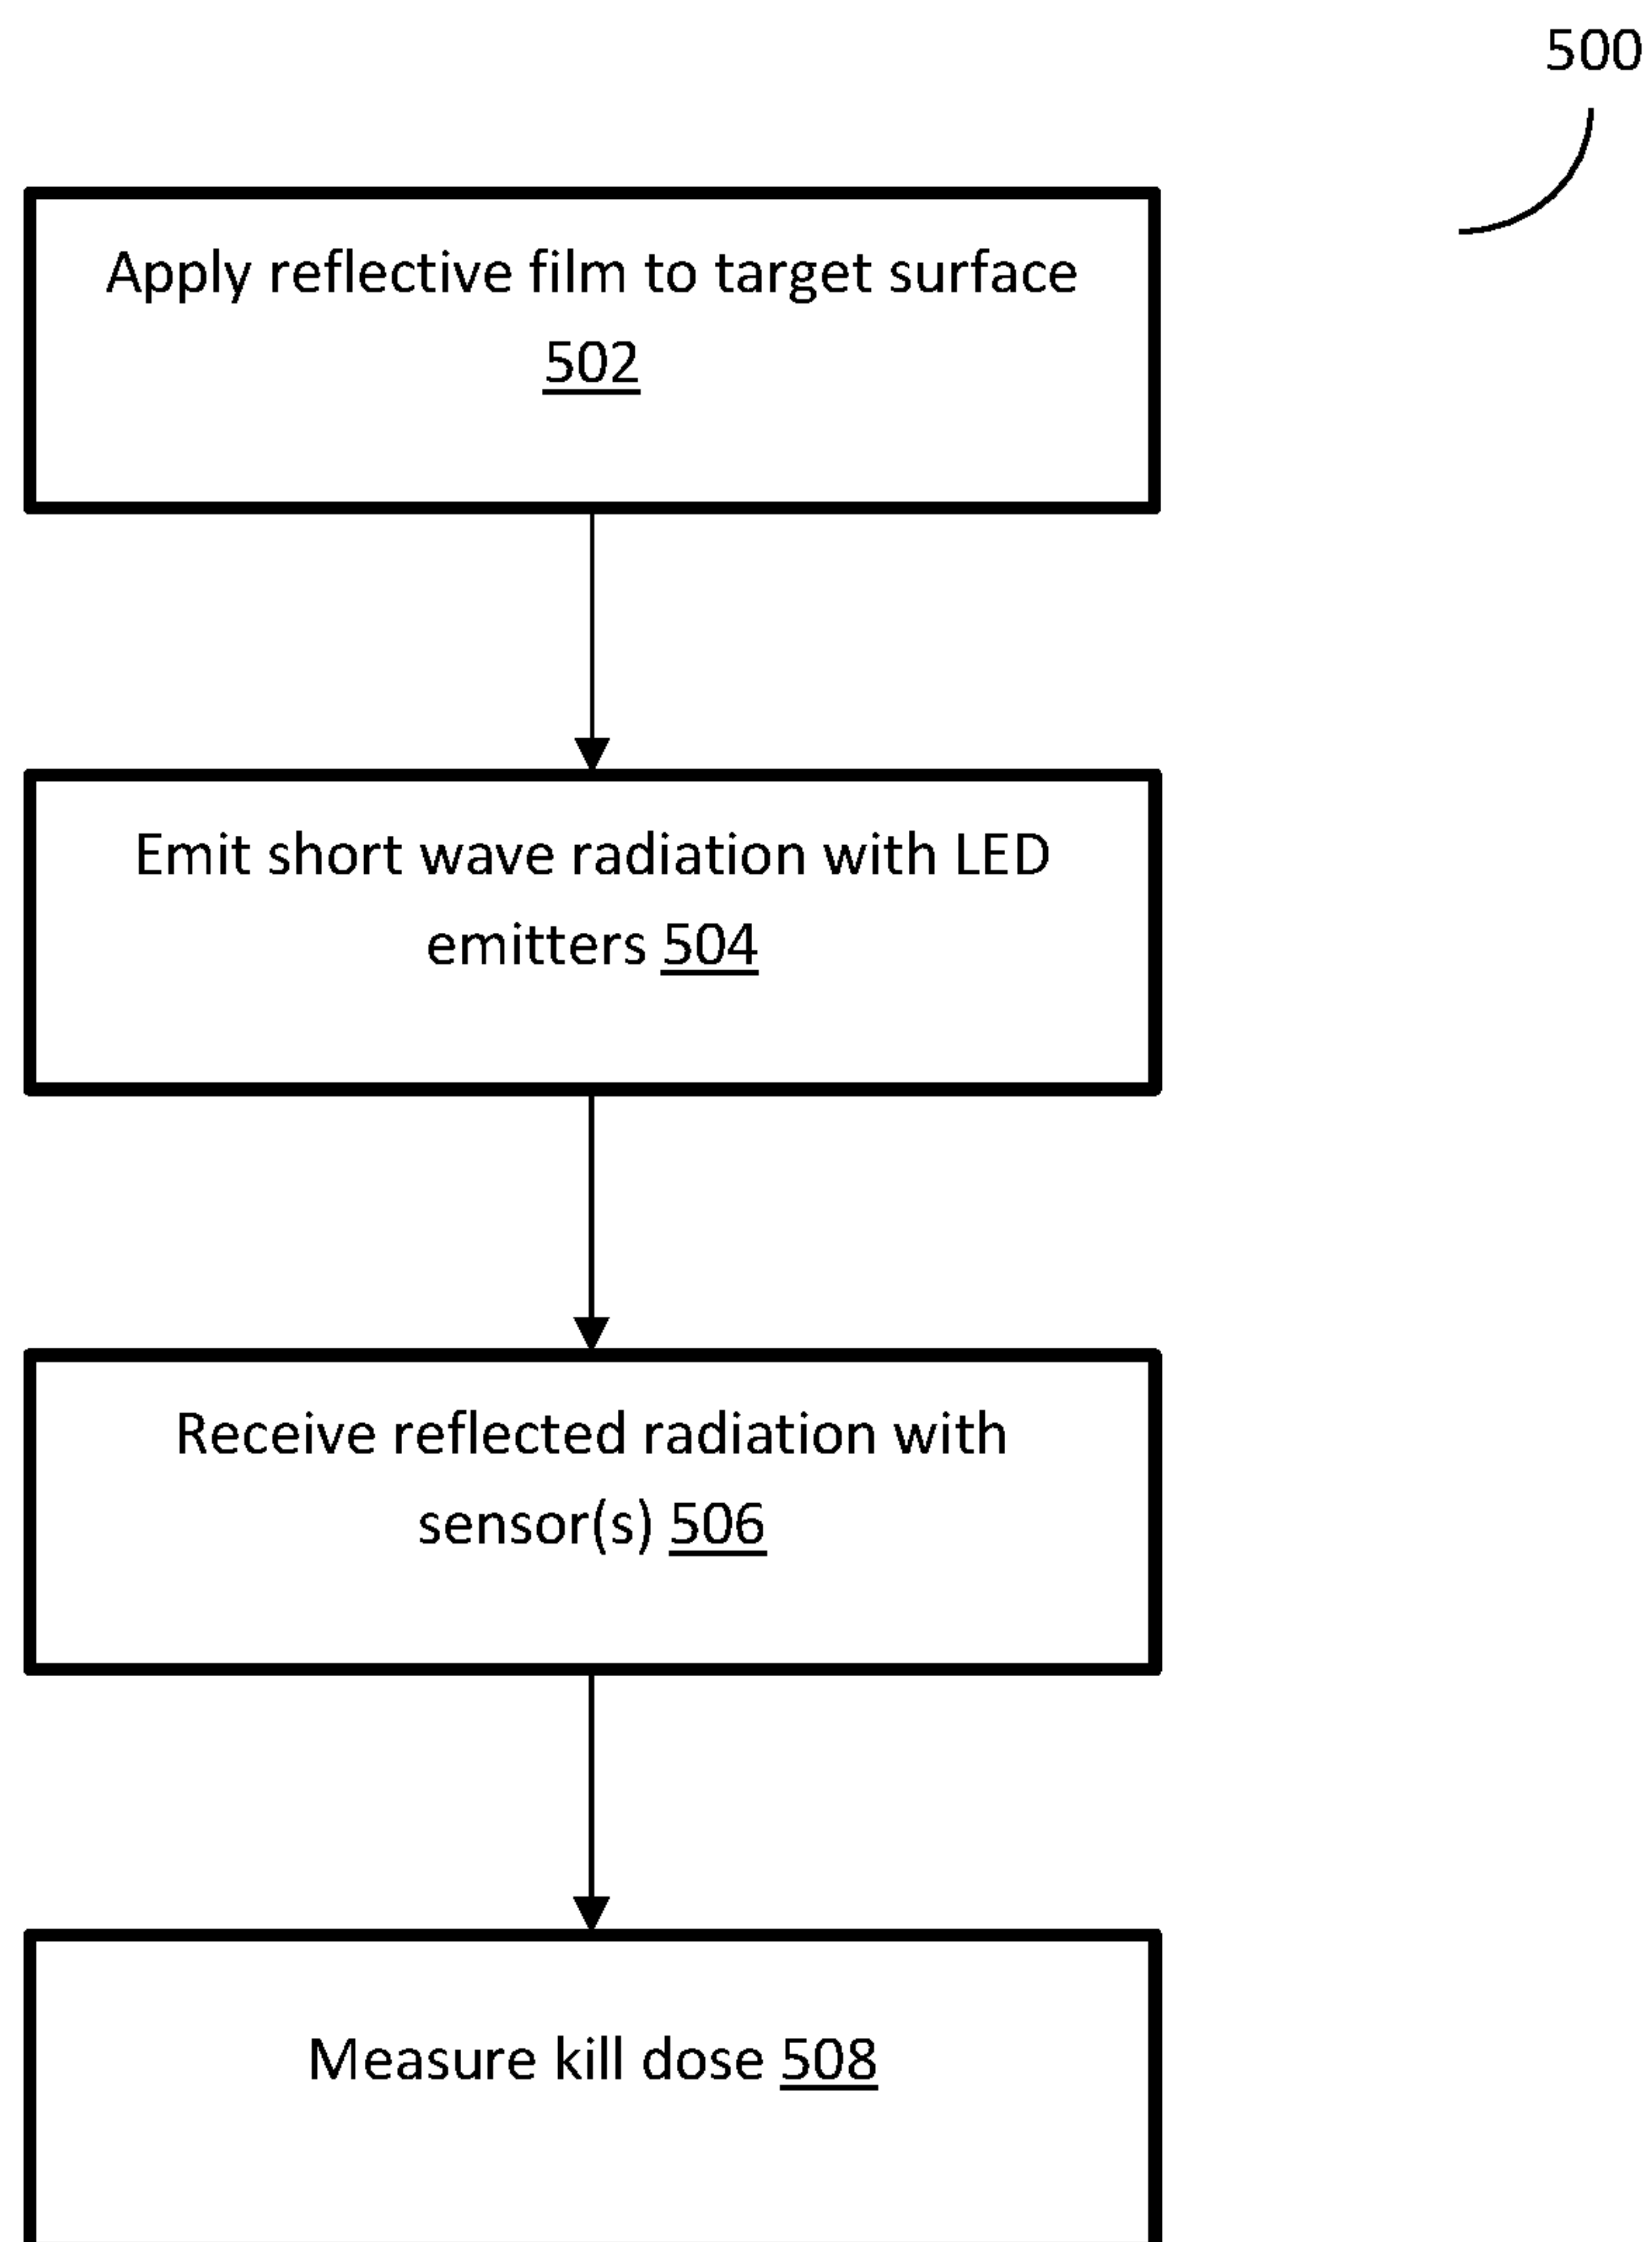 500
Apply reflective film to target surface
502
Emit short wave radiation with LED
emitters 504
Receive reflected radiation with
sensor(s) 506
Measure kill dose 508